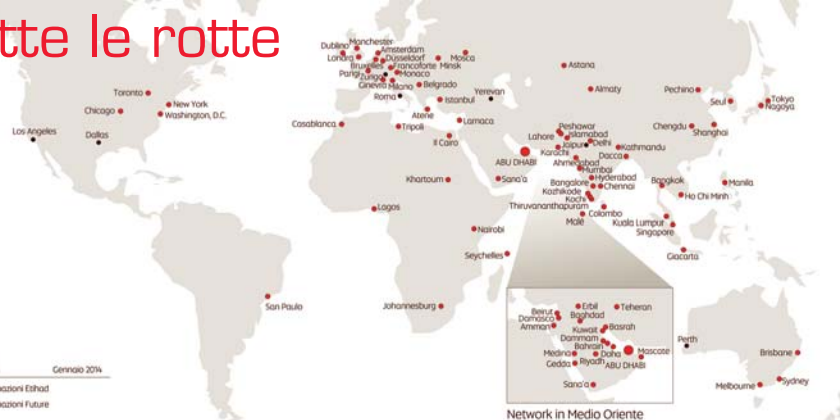 tte le rotte
Dublino
Manchester
Amsterdam
Londra
Düsseldorf
Minsk
Mosca
Bruxelles
Francoforte
Parigi
Zurigo
Monaco
Ginevra
Milano
Belgrado
Roma
Istanbul
Yerevan
Astana
Almaty
Pechino
Seul
Tokyo
Nagoya
Toronto
Chicago
New York
Washington, D.C.
Los Angeles
Dallas
Casablanca
Tripoli
Atene
Larnaca
Il Cairo
Peshawar
Lahore
Islamabad
Jaipur
Delhi
Kathmandu
Chengdu
Shanghai
Karachi
Dacca
ABU DHABI
Ahmedabad
Mumbai
Khartoum
Sana'a
Hyderabad
Bangalore
Chennai
Bangkok
Manila
Kozhikode
Kochi
Ho Chi Minh
Thiruvananthapuram
Colombo
Lagos
Malé
Kuala Lumpur
Singapore
Nairobi
Seychelles
Giacarta
San Paulo
Johannesburg
Erbil
Teheran
Beirut
Baghdad
Damasco
Amman
Kuwait
Basrah
Dammam
Bahrain
Medina
Doha
Mascate
Gedda
Riyadh
ABU DHABI
Sana'a
Perth
Brisbane
Melbourne
Sydney
Gennaio 2014
nazioni Etihad
nazioni Future
Network in Medio Oriente